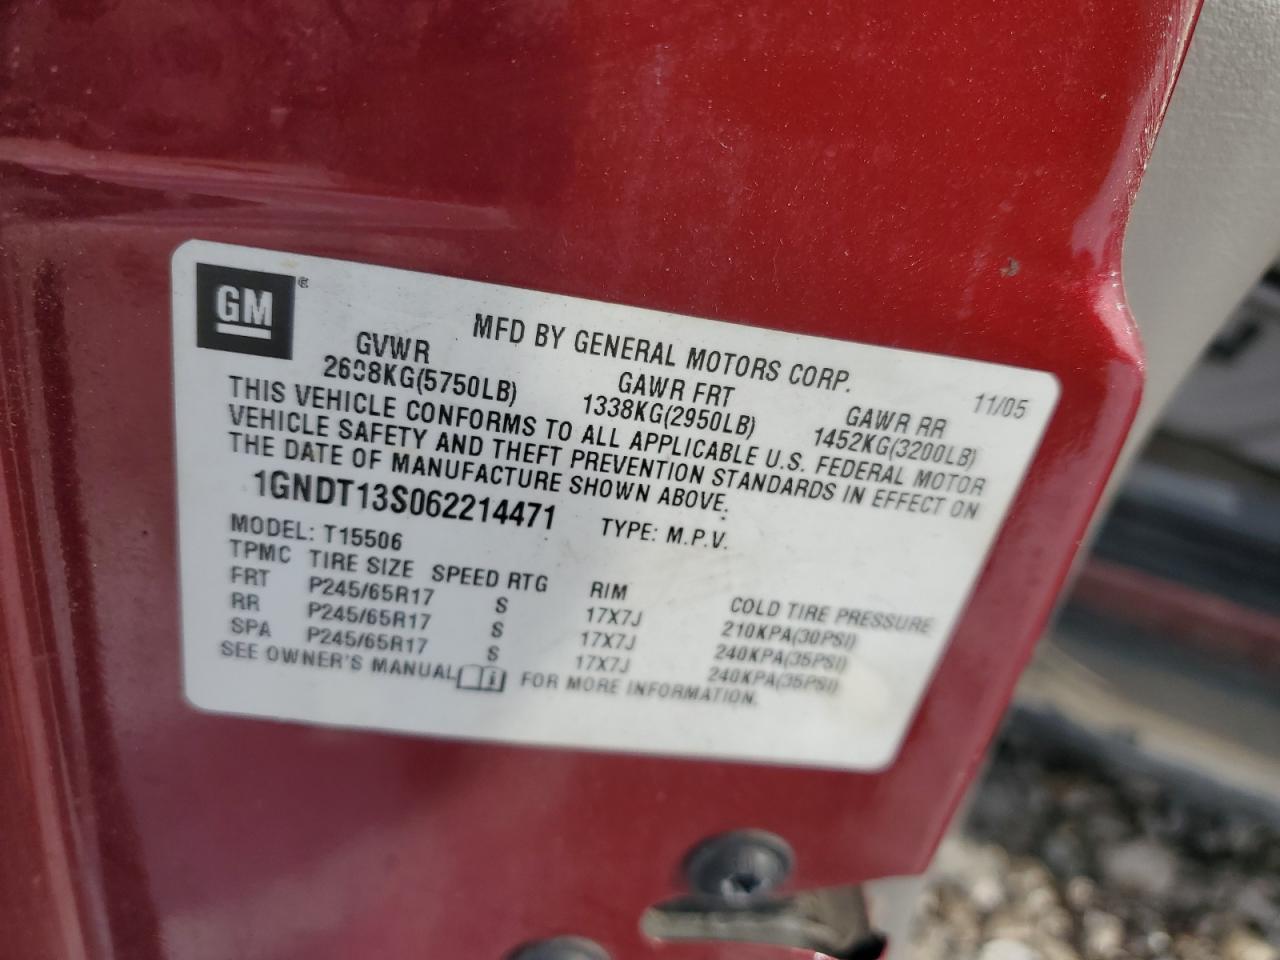 GM ®
MFD BY GENERAL MOTORS CORP.
11/05
GVWR GAWR FRT GAWR RR
2608KG(5750LB) 1338KG(2950LB) 1452KG(3200LB)
THIS VEHICLE CONFORMS TO ALL APPLICABLE U.S. FEDERAL MOTOR
VEHICLE SAFETY AND THEFT PREVENTION STANDARDS IN EFFECT ON
THE DATE OF MANUFACTURE SHOWN ABOVE.
1GNDT13S062214471 TYPE: M.P.V.
MODEL: T15506
TPMC TIRE SIZE SPEED RTG RIM COLD TIRE PRESSURE
FRT P245/65R17 S 17X7J 210KPA(30PSI)
RR P245/65R17 S 17X7J 240KPA(35PSI)
SPA P245/65R17 S 17X7J 240KPA(35PSI)
SEE OWNER'S MANUAL FOR MORE INFORMATION.